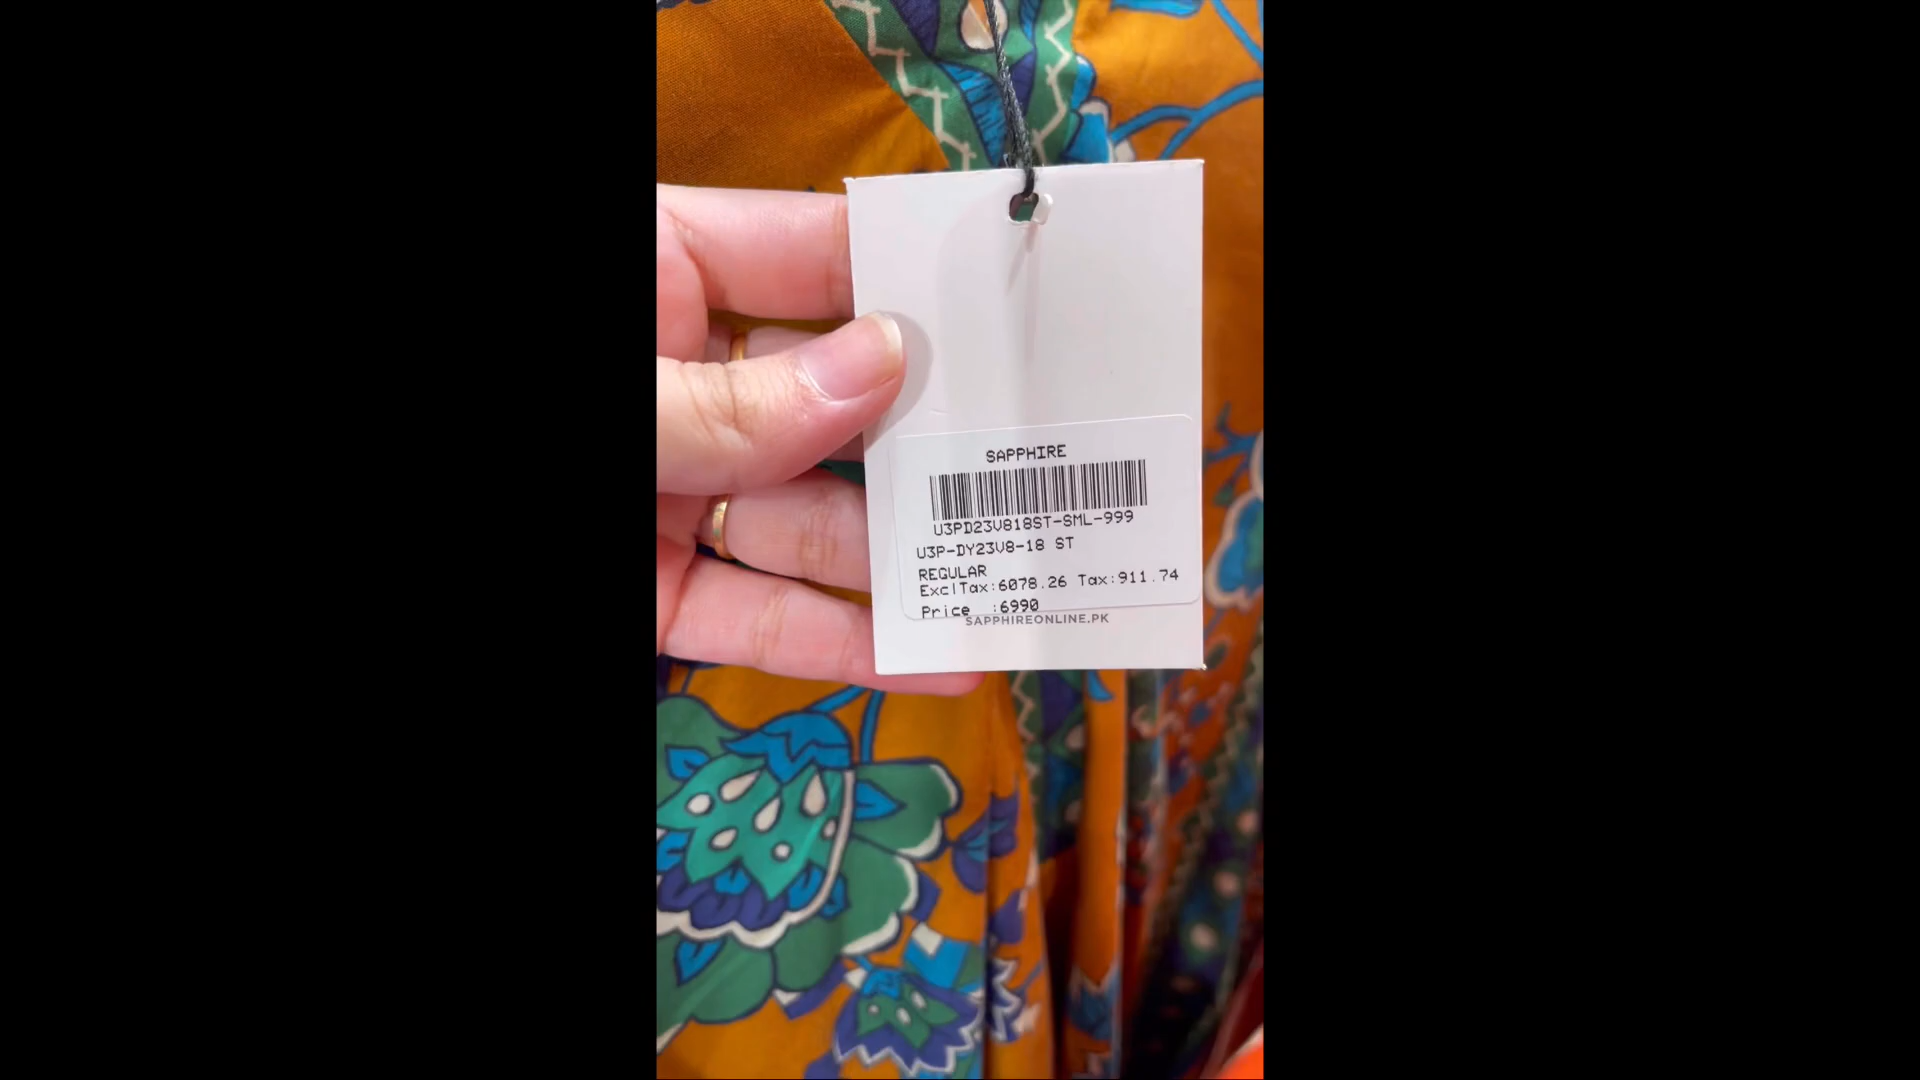 SAPPHIRE
U3PD23V818ST-SML-999
U3P-DY23V8-18 ST
REGULAR
ExclTax:6078.26 Tax:911.74
Price :6990
SAPPHIREONLINE.PK